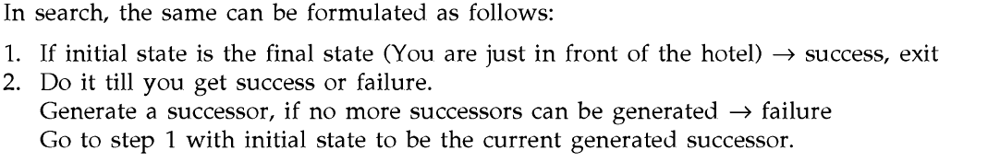 In search, the same can be formulated as follows:
1. If initial state is the final state (You are just in front of the hotel) → success, exit
2. Do it till you get success or failure.
Generate a successor, if no more successors can be generated → failure
Go to step 1 with initial state to be the current generated successor.